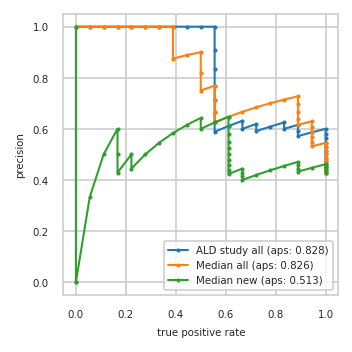 1.0
0.8
0.6
0.4
0.2
0.0
precision
ALD study all (aps: 0.828)
Median all (aps: 0.826)
Median new (aps: 0.513)
0.0 0.2 0.4 0.6 0.8 1.0
true positive rate